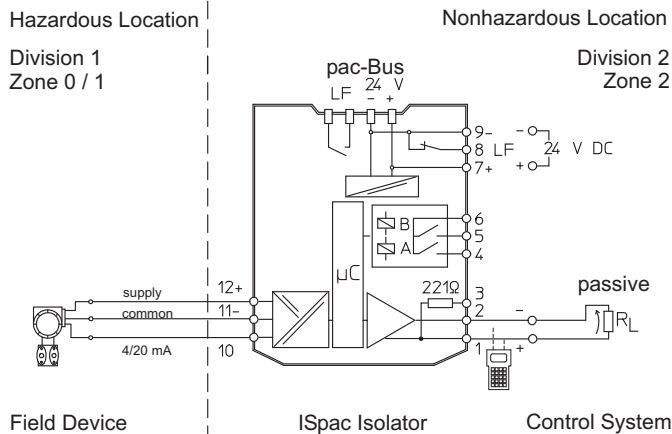 Hazardous Location
Nonhazardous Location
Division 1
Zone 0 / 1
Division 2
Zone 2
pac-Bus
LF 24 V
- +
9- - 
8 LF 24 V DC
7+ +
6
B
5
A
4
µC
221Ω
3
passive
supply 12+
common 11-
2 -
RL
4/20 mA 10
1 +
Field Device
ISpac Isolator
Control System